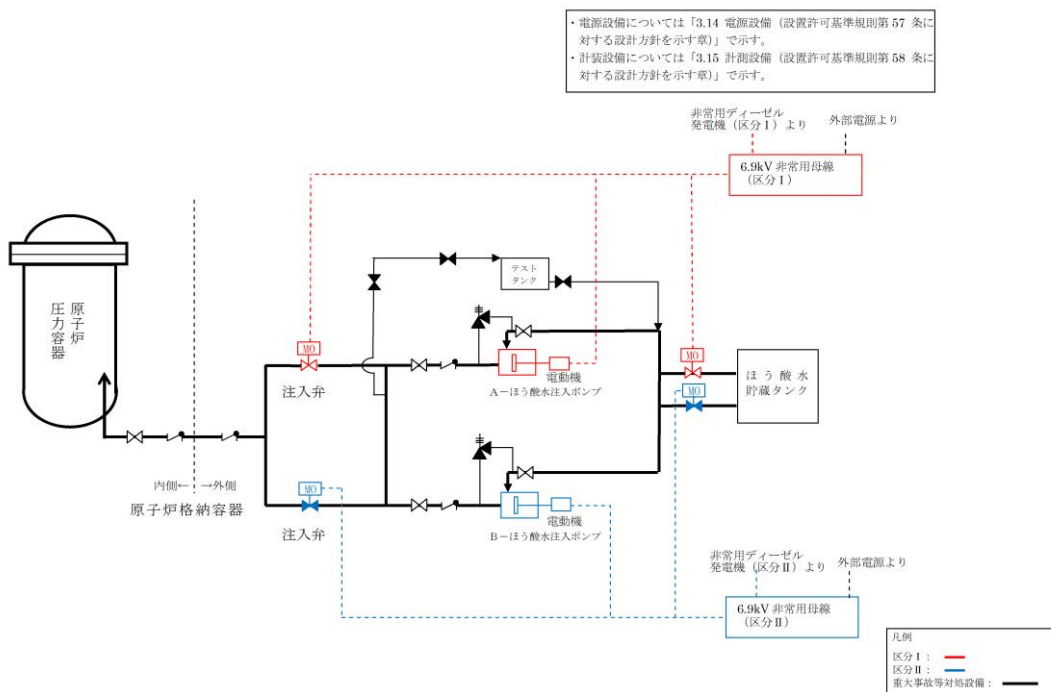 ・電源設備については「3.14 電源設備（設置許可基準規則第 57 条に
対する設計方針を示す章）」で示す。
・計装設備については「3.15 計測設備（設置許可基準規則第 58 条に
対する設計方針を示す章）」で示す。
非常用ディーゼル
発電機（区分Ⅰ）より
外部電源より
6.9kV 非常用母線
（区分Ⅰ）
テスト
タンク
原子炉
圧力容器
MO
MO
注入弁
電動機
A－ほう酸水注入ポンプ
MO
ほう酸水
貯蔵タンク
内側←
→外側
原子炉格納容器
MO
注入弁
電動機
B－ほう酸水注入ポンプ
非常用ディーゼル
発電機（区分Ⅱ）より
外部電源より
6.9kV 非常用母線
（区分Ⅱ）
凡例
区分Ⅰ：
区分Ⅱ：
重大事故等対処設備：